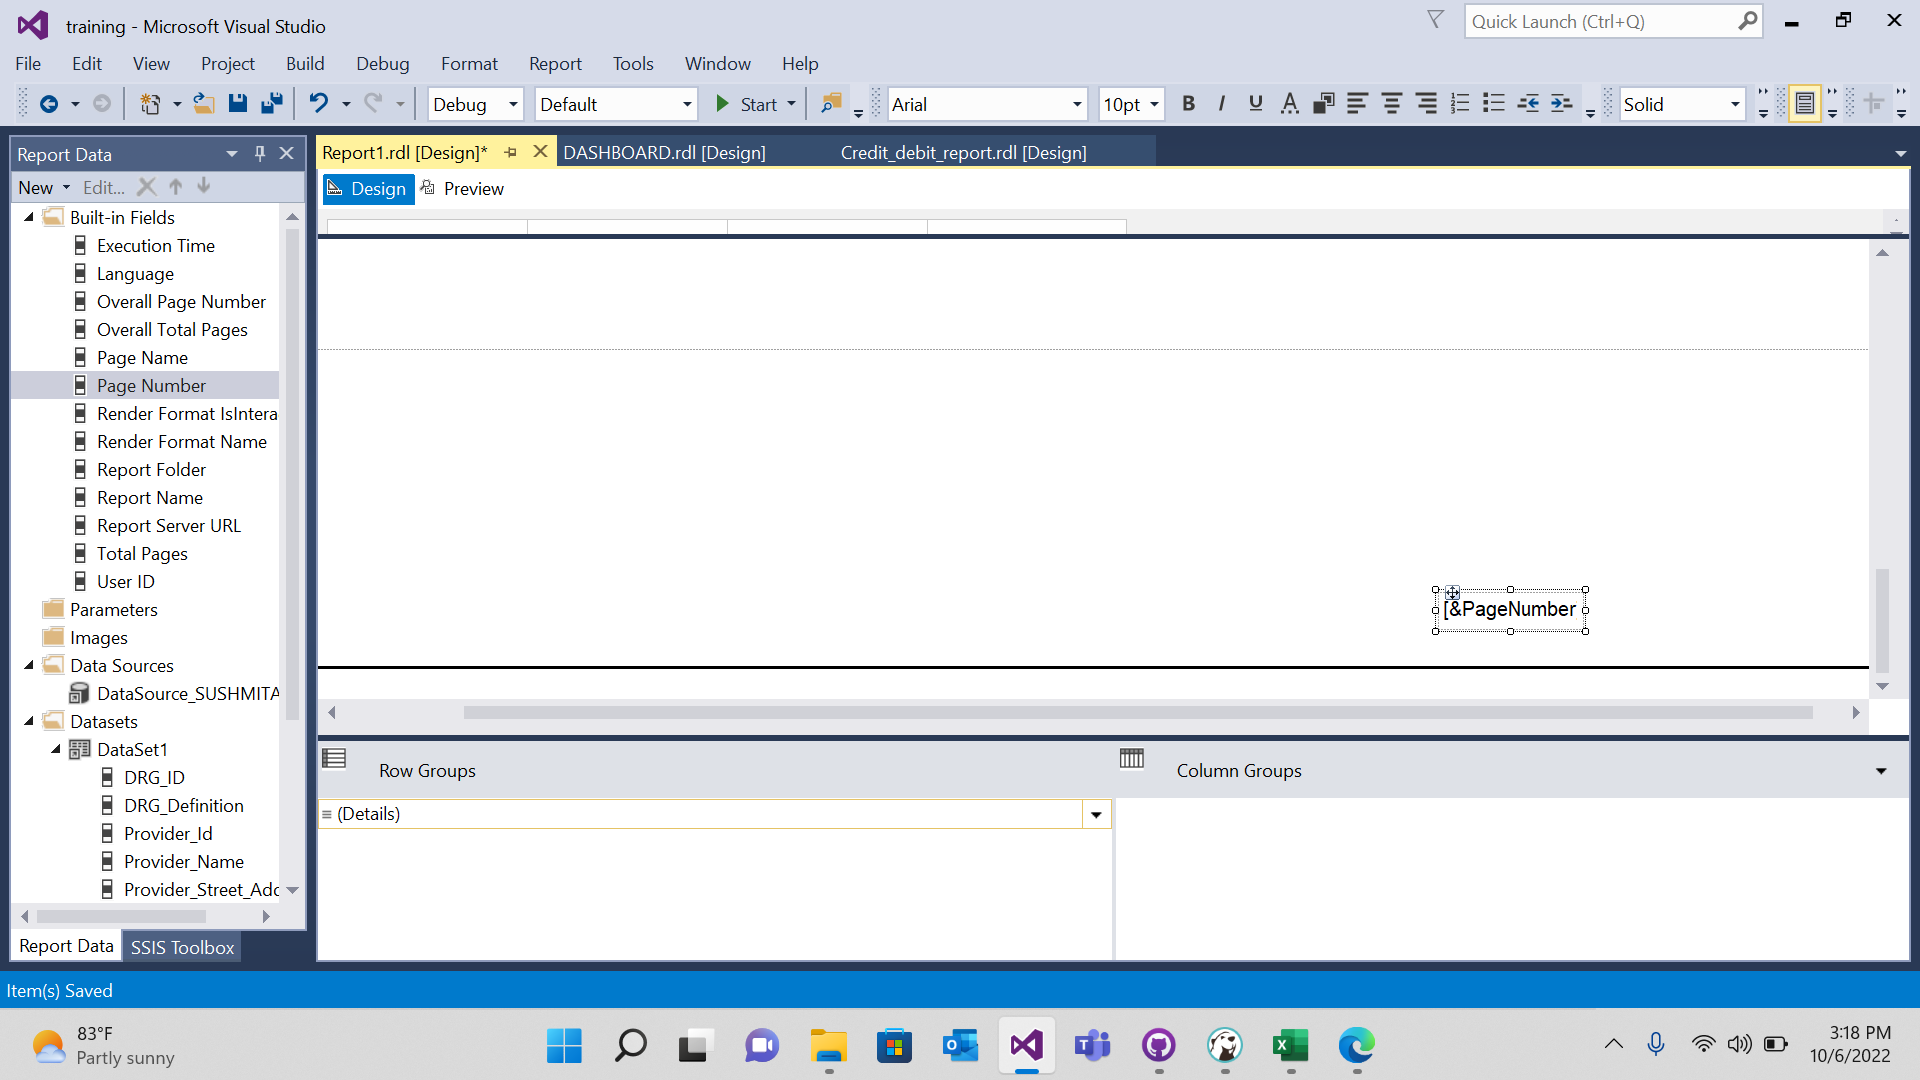 training - Microsoft Visual Studio
Quick Launch (Ctrl+Q)
File Edit View Project Build Debug Format Report Tools Window Help
Debug Default Start Arial 10pt B I U A Solid
Report Data
Report1.rdl [Design]* DASHBOARD.rdl [Design] Credit_debit_report.rdl [Design]
New Edit...
Design Preview
Built-in Fields
Execution Time
Language
Overall Page Number
Overall Total Pages
Page Name
Page Number
Render Format IsIntera
Render Format Name
Report Folder
Report Name
Report Server URL
Total Pages
User ID
Parameters
Images
Data Sources
DataSource_SUSHMITA
Datasets
DataSet1
DRG_ID
DRG_Definition
Provider_Id
Provider_Name
Provider_Street_Adc
Report Data SSIS Toolbox
[&PageNumber
Row Groups
Column Groups
(Details)
Item(s) Saved
83°F
Partly sunny
3:18 PM
10/6/2022